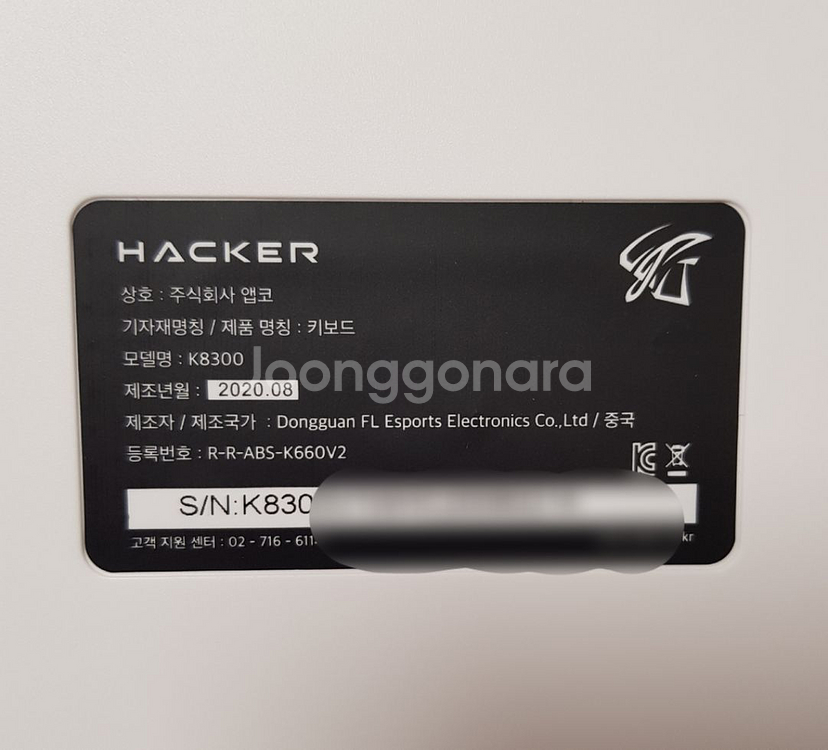 HACKER
상호 : 주식회사 앱코
기자재명칭 / 제품 명칭 : 키보드
모델명 : K8300
joonggonara
제조년월 : 2020.08
제조자 / 제조국가 : Dongguan FL Esports Electronics Co.,Ltd / 중국
등록번호 : R-R-ABS-K660V2
S/N:K830
고객 지원 센터 : 02 - 716 - 611
kr